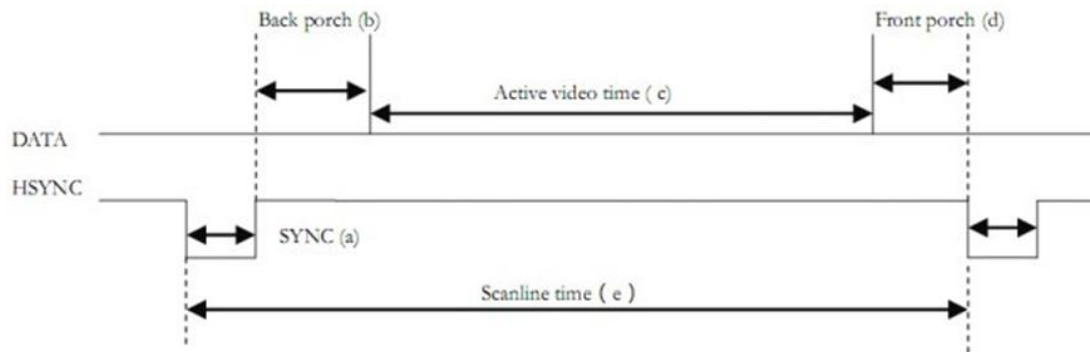 Back porch (b)
Front porch (d)
Active video time ( c)
DATA
HSYNC
SYNC (a)
Scanline time ( e )